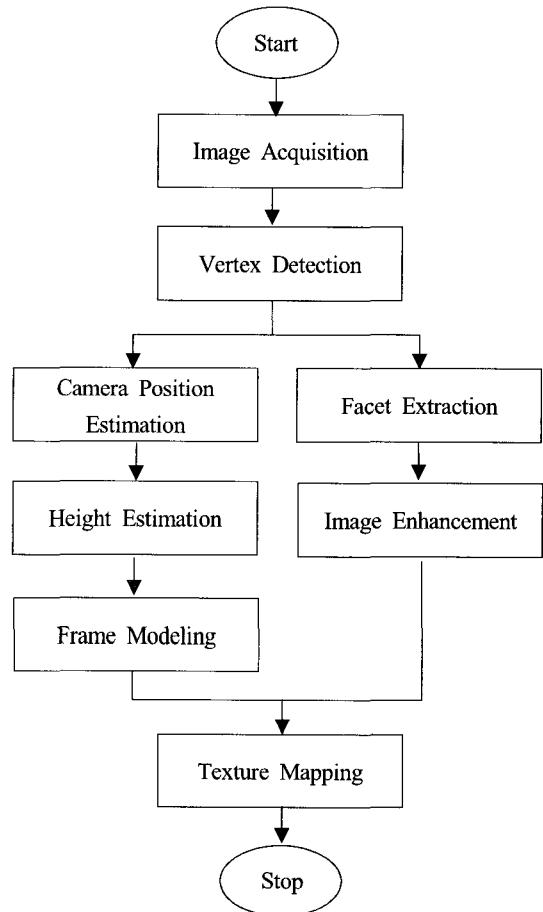 Start
Image Acquisition
Vertex Detection
Camera Position
Estimation
Height Estimation
Frame Modeling
Facet Extraction
Image Enhancement
Texture Mapping
Stop